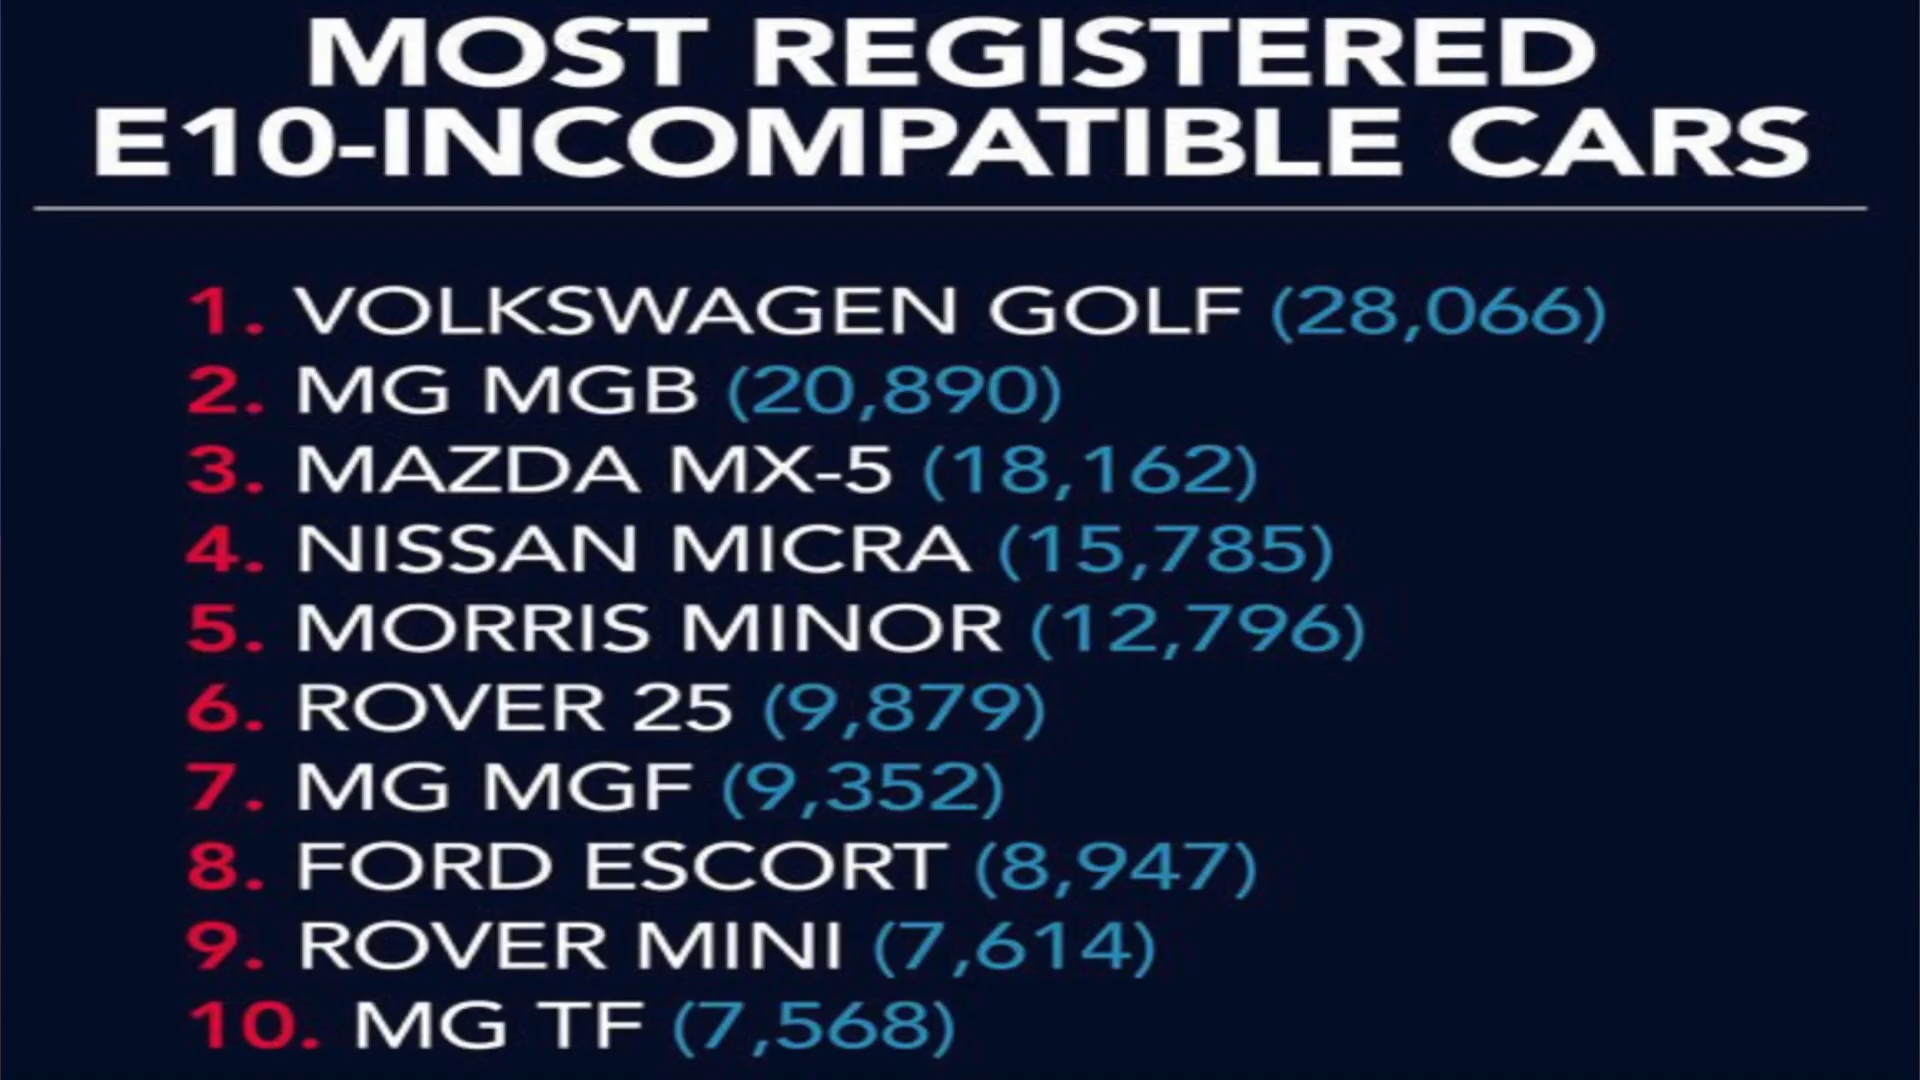 MOST REGISTERED
E10-INCOMPATIBLE CARS
1. VOLKSWAGEN GOLF (28,066)
2. MG MGB (20,890)
3. MAZDA MX-5 (18,162)
4. NISSAN MICRA (15,785)
5. MORRIS MINOR (12,796)
6. ROVER 25 (9,879)
7. MG MGF (9,352)
8. FORD ESCORT (8,947)
9. ROVER MINI (7,614)
10. MG TF (7,568)